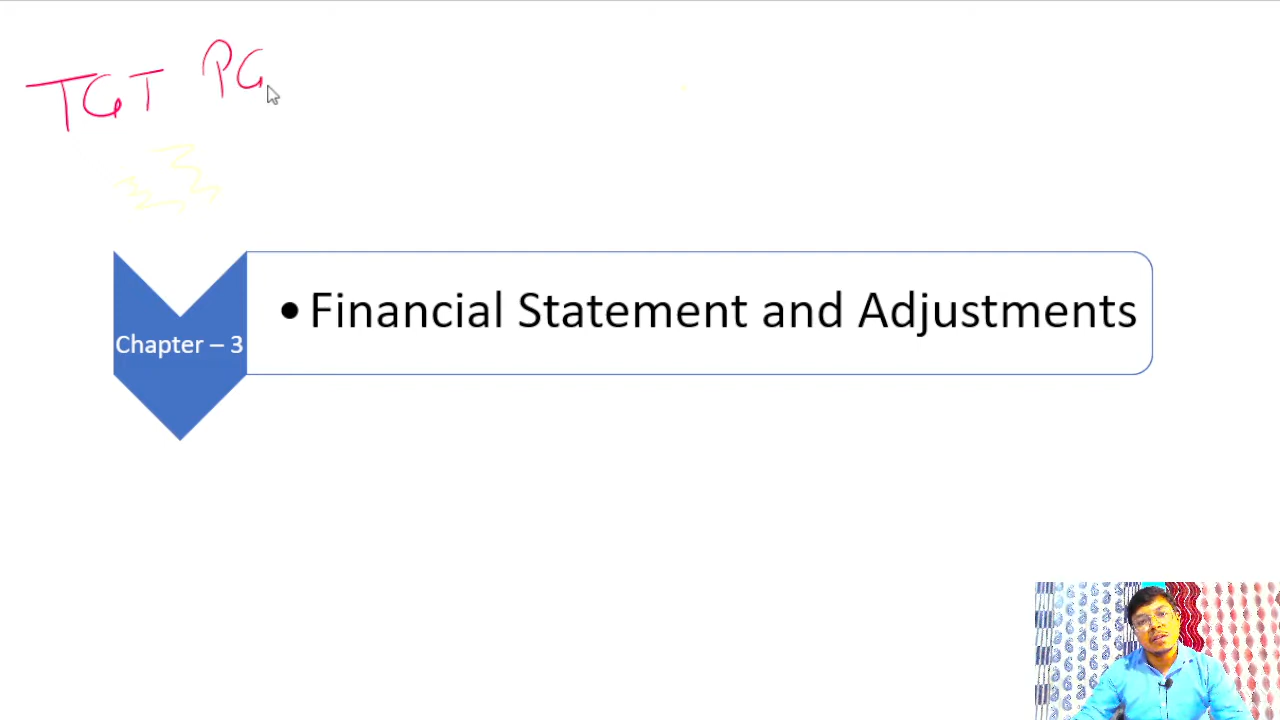 TGT PG
Chapter – 3
• Financial Statement and Adjustments